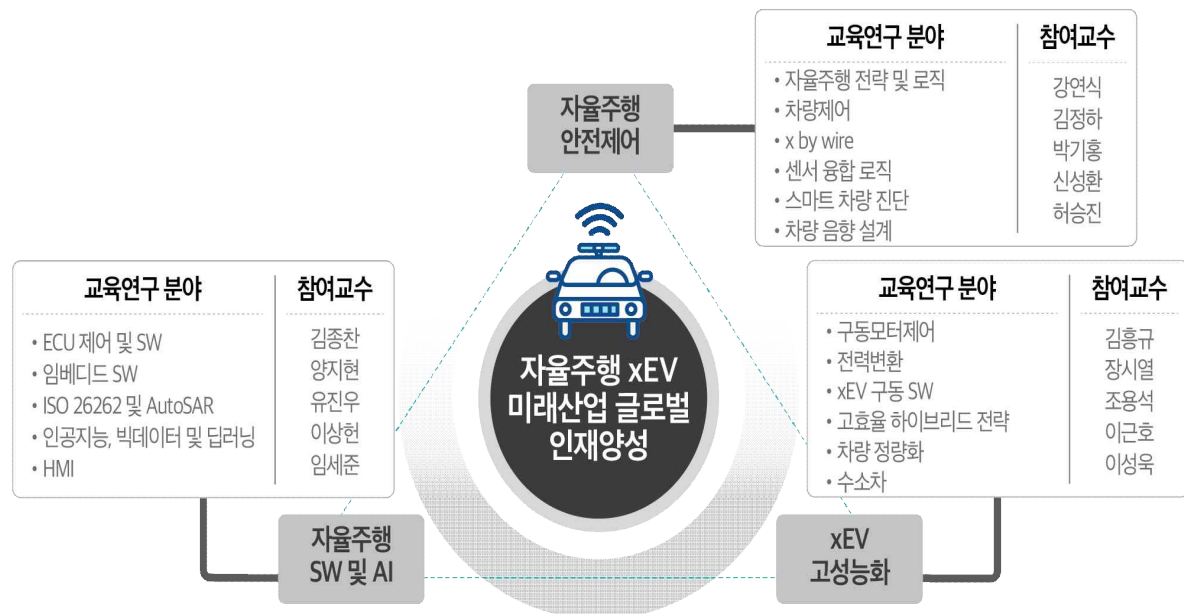 교육연구 분야
참여교수
• 자율주행 전략 및 로직
• 차량제어
• x by wire
• 센서 융합 로직
• 스마트 차량 진단
• 차량 음향 설계
강연식
김정하
박기홍
신성환
허승진
자율주행
안전제어
교육연구 분야
참여교수
• ECU 제어 및 SW
• 임베디드 SW
• ISO 26262 및 AutoSAR
• 인공지능, 빅데이터 및 딥러닝
• HMI
김종찬
양지현
유진우
이상헌
임세준
자율주행 xEV
미래산업 글로벌
인재양성
교육연구 분야
참여교수
• 구동모터제어
• 전력변환
• xEV 구동 SW
• 고효율 하이브리드 전략
• 차량 정량화
• 수소차
김흥규
장시열
조용석
이근호
이성욱
자율주행
SW 및 AI
xEV
고성능화